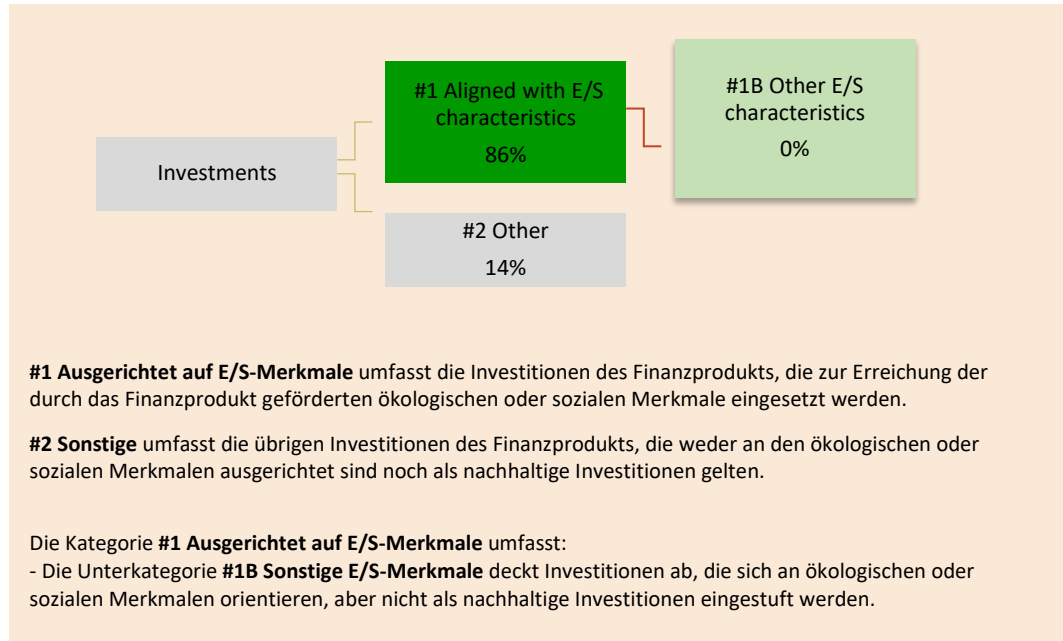 #1 Aligned with E/S
characteristics
86%
#1B Other E/S
characteristics
0%
Investments
#2 Other
14%
#1 Ausgerichtet auf E/S-Merkmale umfasst die Investitionen des Finanzprodukts, die zur Erreichung der
durch das Finanzprodukt geförderten ökologischen oder sozialen Merkmale eingesetzt werden.
#2 Sonstige umfasst die übrigen Investitionen des Finanzprodukts, die weder an den ökologischen oder
sozialen Merkmalen ausgerichtet sind noch als nachhaltige Investitionen gelten.
Die Kategorie #1 Ausgerichtet auf E/S-Merkmale umfasst:
- Die Unterkategorie #1B Sonstige E/S-Merkmale deckt Investitionen ab, die sich an ökologischen oder
sozialen Merkmalen orientieren, aber nicht als nachhaltige Investitionen eingestuft werden.